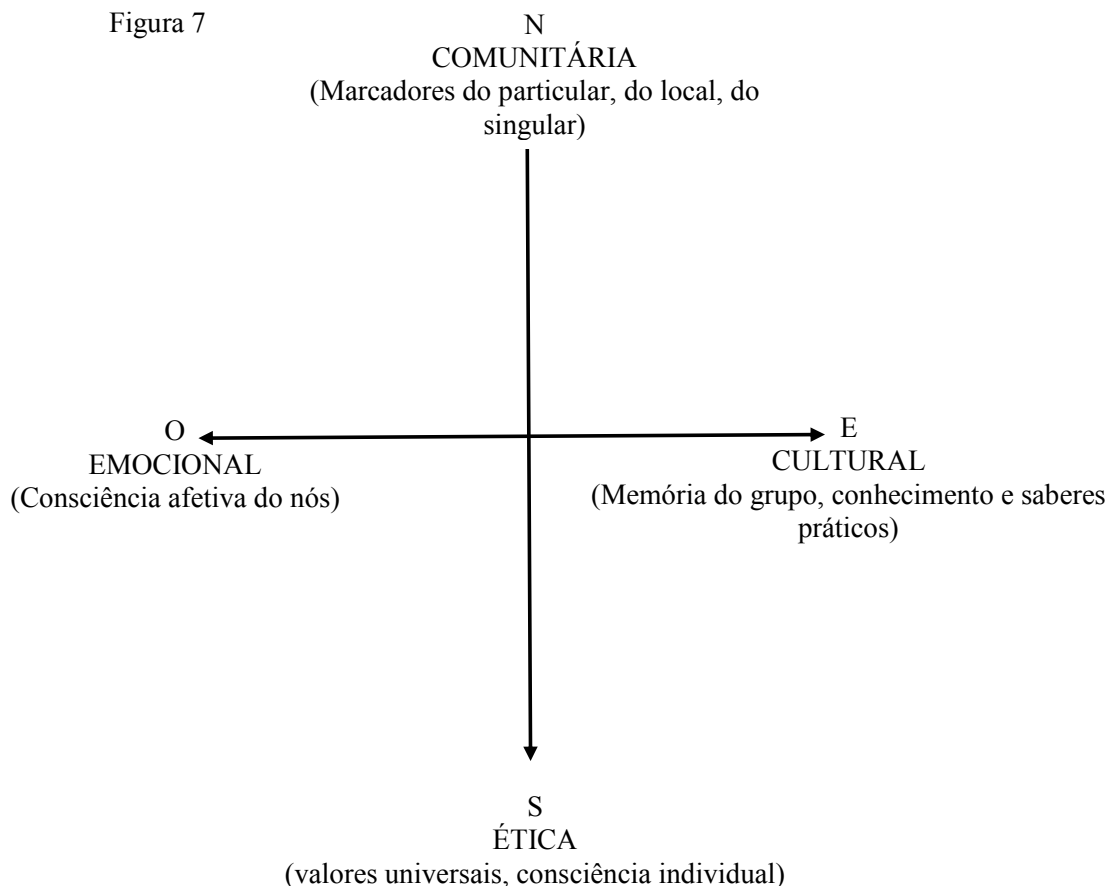 Figura 7
N
COMUNITÁRIA
(Marcadores do particular, do local, do
singular)
O
EMOCIONAL
(Consciência afetiva do nós)
E
CULTURAL
(Memória do grupo, conhecimento e saberes
práticos)
S
ÉTICA
(valores universais, consciência individual)